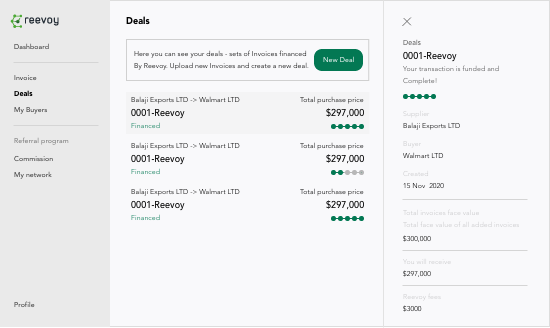 reevoy
Dashboard
Invoice
Deals
My Buyers
Referral program
Commission
My network
Profile
Deals
Here you can see your deals - sets of Invoices financed
By Reevoy. Upload new Invoices and create a new deal.
New Deal
Balaji Exports LTD -> Walmart LTD
Total purchase price
0001-Reevoy
$297,000
Financed
Balaji Exports LTD -> Walmart LTD
Total purchase price
0001-Reevoy
$297,000
Financed
Balaji Exports LTD -> Walmart LTD
Total purchase price
0001-Reevoy
$297,000
Financed
Deals
0001-Reevoy
Your transaction is funded and
Complete!
Supplier
Balaji Exports LTD
Buyer
Walmart LTD
Created
15 Nov 2020
Total invoices face value
Total face value of all added invoices
$300,000
You will receive
$297,000
Reevoy fees
$3000